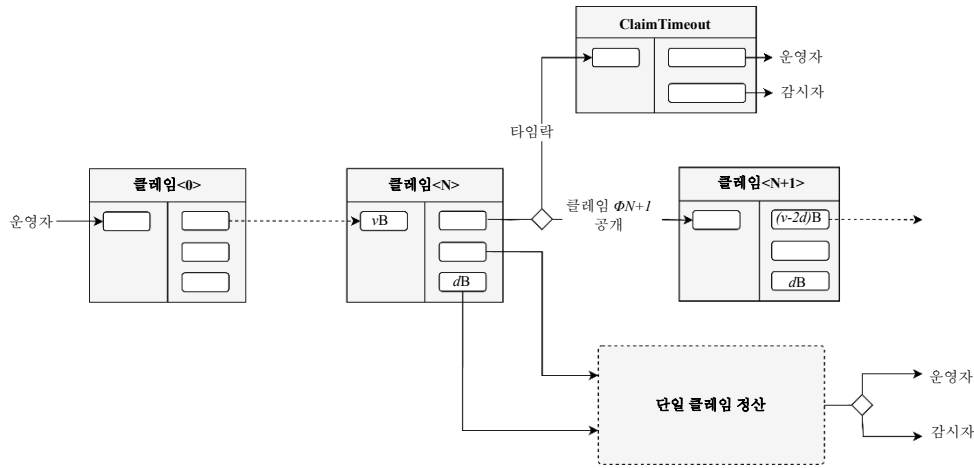 ClaimTimeout
운영자
감시자
타임락
클레임<0>
클레임<N>
클레임<N+1>
운영자
vB
클레임 ΦN+1
공개
(v-2d)B
dB
dB
단일 클레임 정산
운영자
감시자